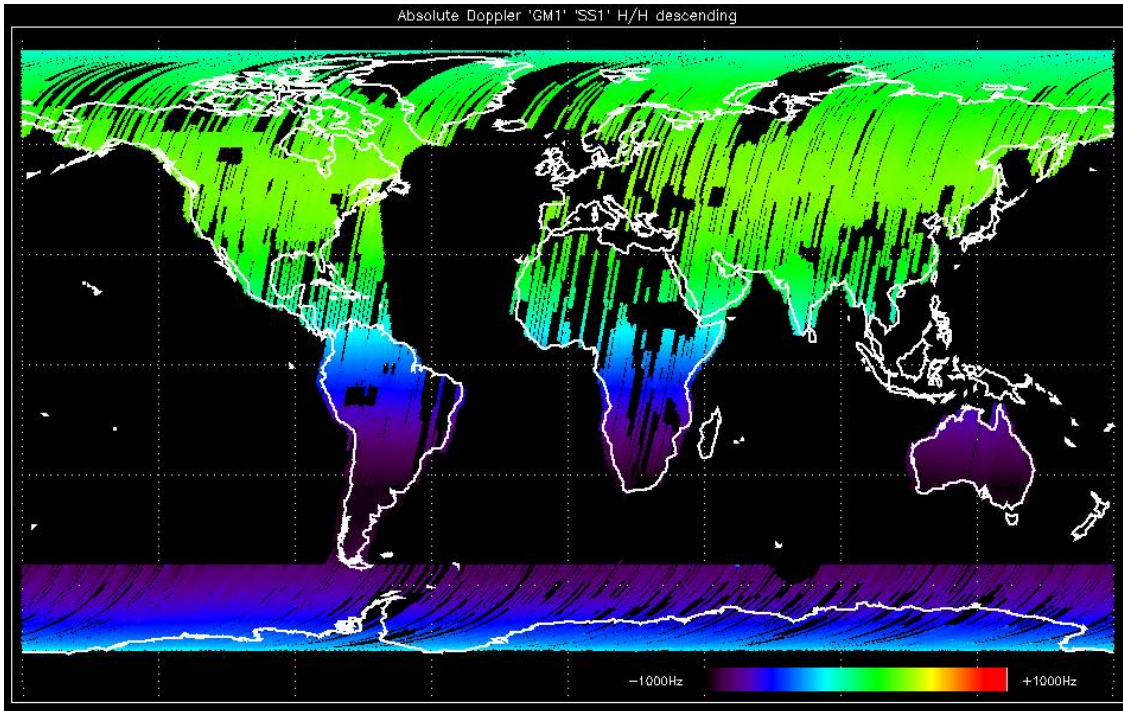 Absolute Doppler 'GM1' 'SS1' H/H descending
-1000Hz +1000Hz